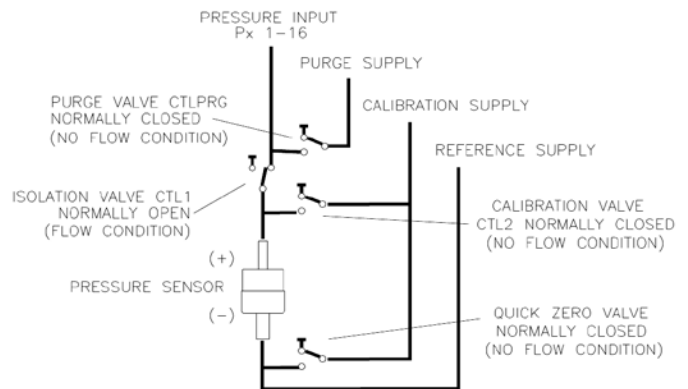 PRESSURE INPUT
Px 1-16
PURGE SUPPLY
PURGE VALVE CTLPRG
NORMALLY CLOSED
(NO FLOW CONDITION)
CALIBRATION SUPPLY
REFERENCE SUPPLY
ISOLATION VALVE CTL1
NORMALLY OPEN
(FLOW CONDITION)
CALIBRATION VALVE
CTL2 NORMALLY CLOSED
(NO FLOW CONDITION)
(+)
PRESSURE SENSOR
(-)
QUICK ZERO VALVE
NORMALLY CLOSED
(NO FLOW CONDITION)